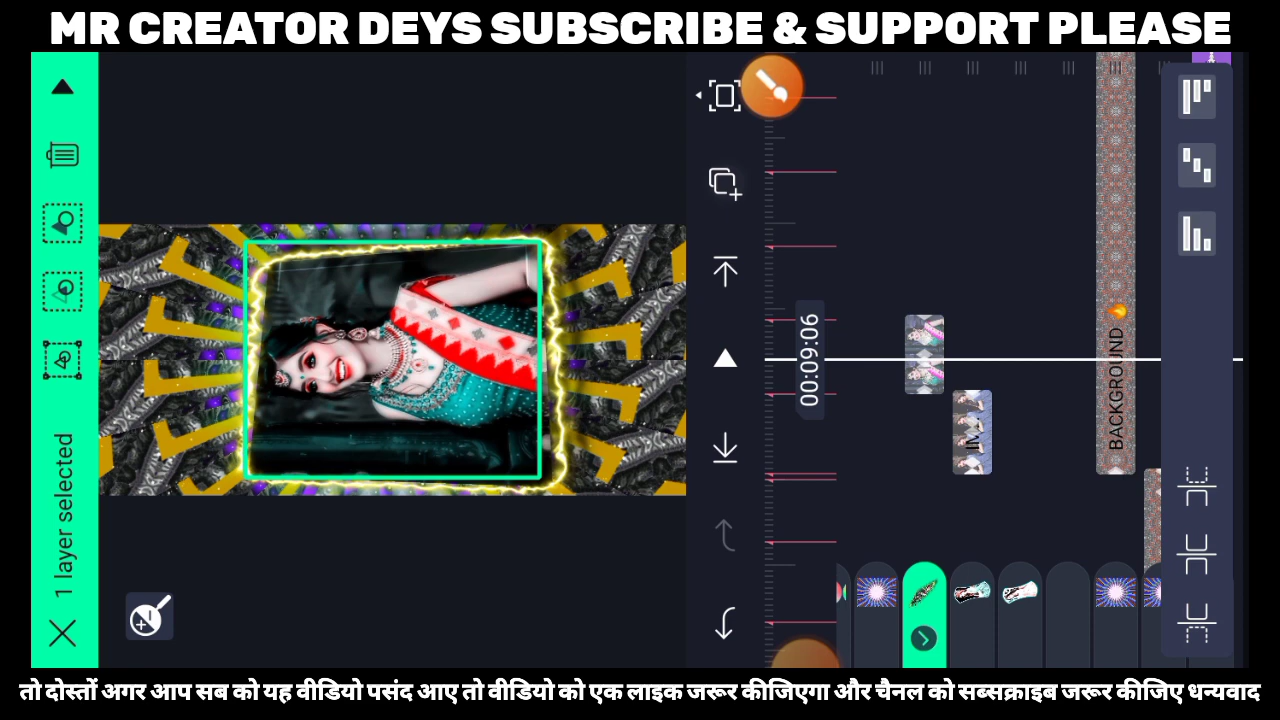 MR CREATOR DEYS SUBSCRIBE & SUPPORT PLEASE
1 layer selected
00:09:06
BACKGROUND🔥
तो दोस्तों अगर आप सब को यह वीडियो पसंद आए तो वीडियो को एक लाइक जरूर कीजिएगा और चैनल को सब्सक्राइब जरूर कीजिए धन्यवाद